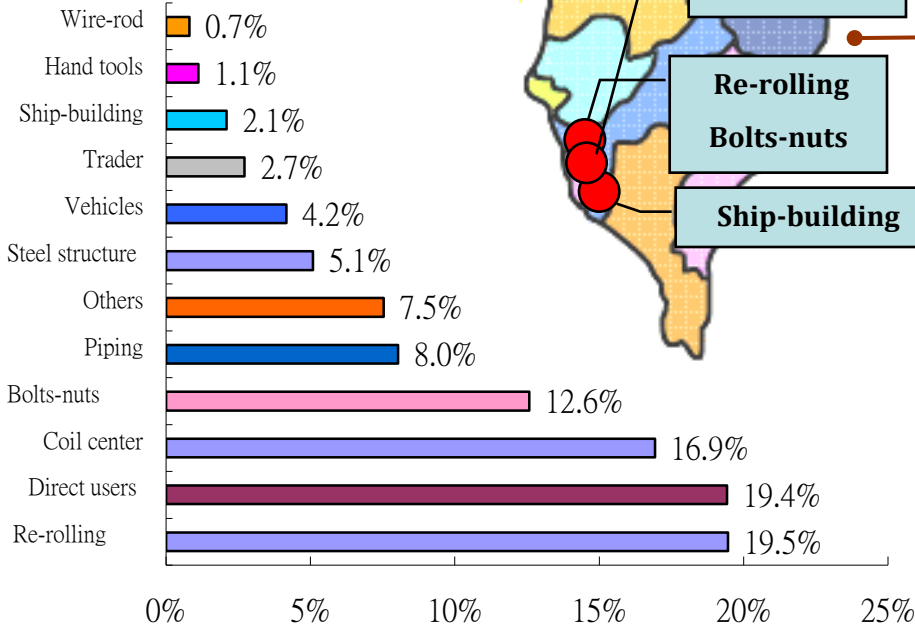 Wire-rod 0.7%
Hand tools 1.1%
Ship-building 2.1%
Trader 2.7%
Vehicles 4.2%
Steel structure 5.1%
Others 7.5%
Piping 8.0%
Bolts-nuts 12.6%
Coil center 16.9%
Direct users 19.4%
Re-rolling 19.5%
0% 5% 10% 15% 20% 25%
Re-rolling
Bolts-nuts
Ship-building